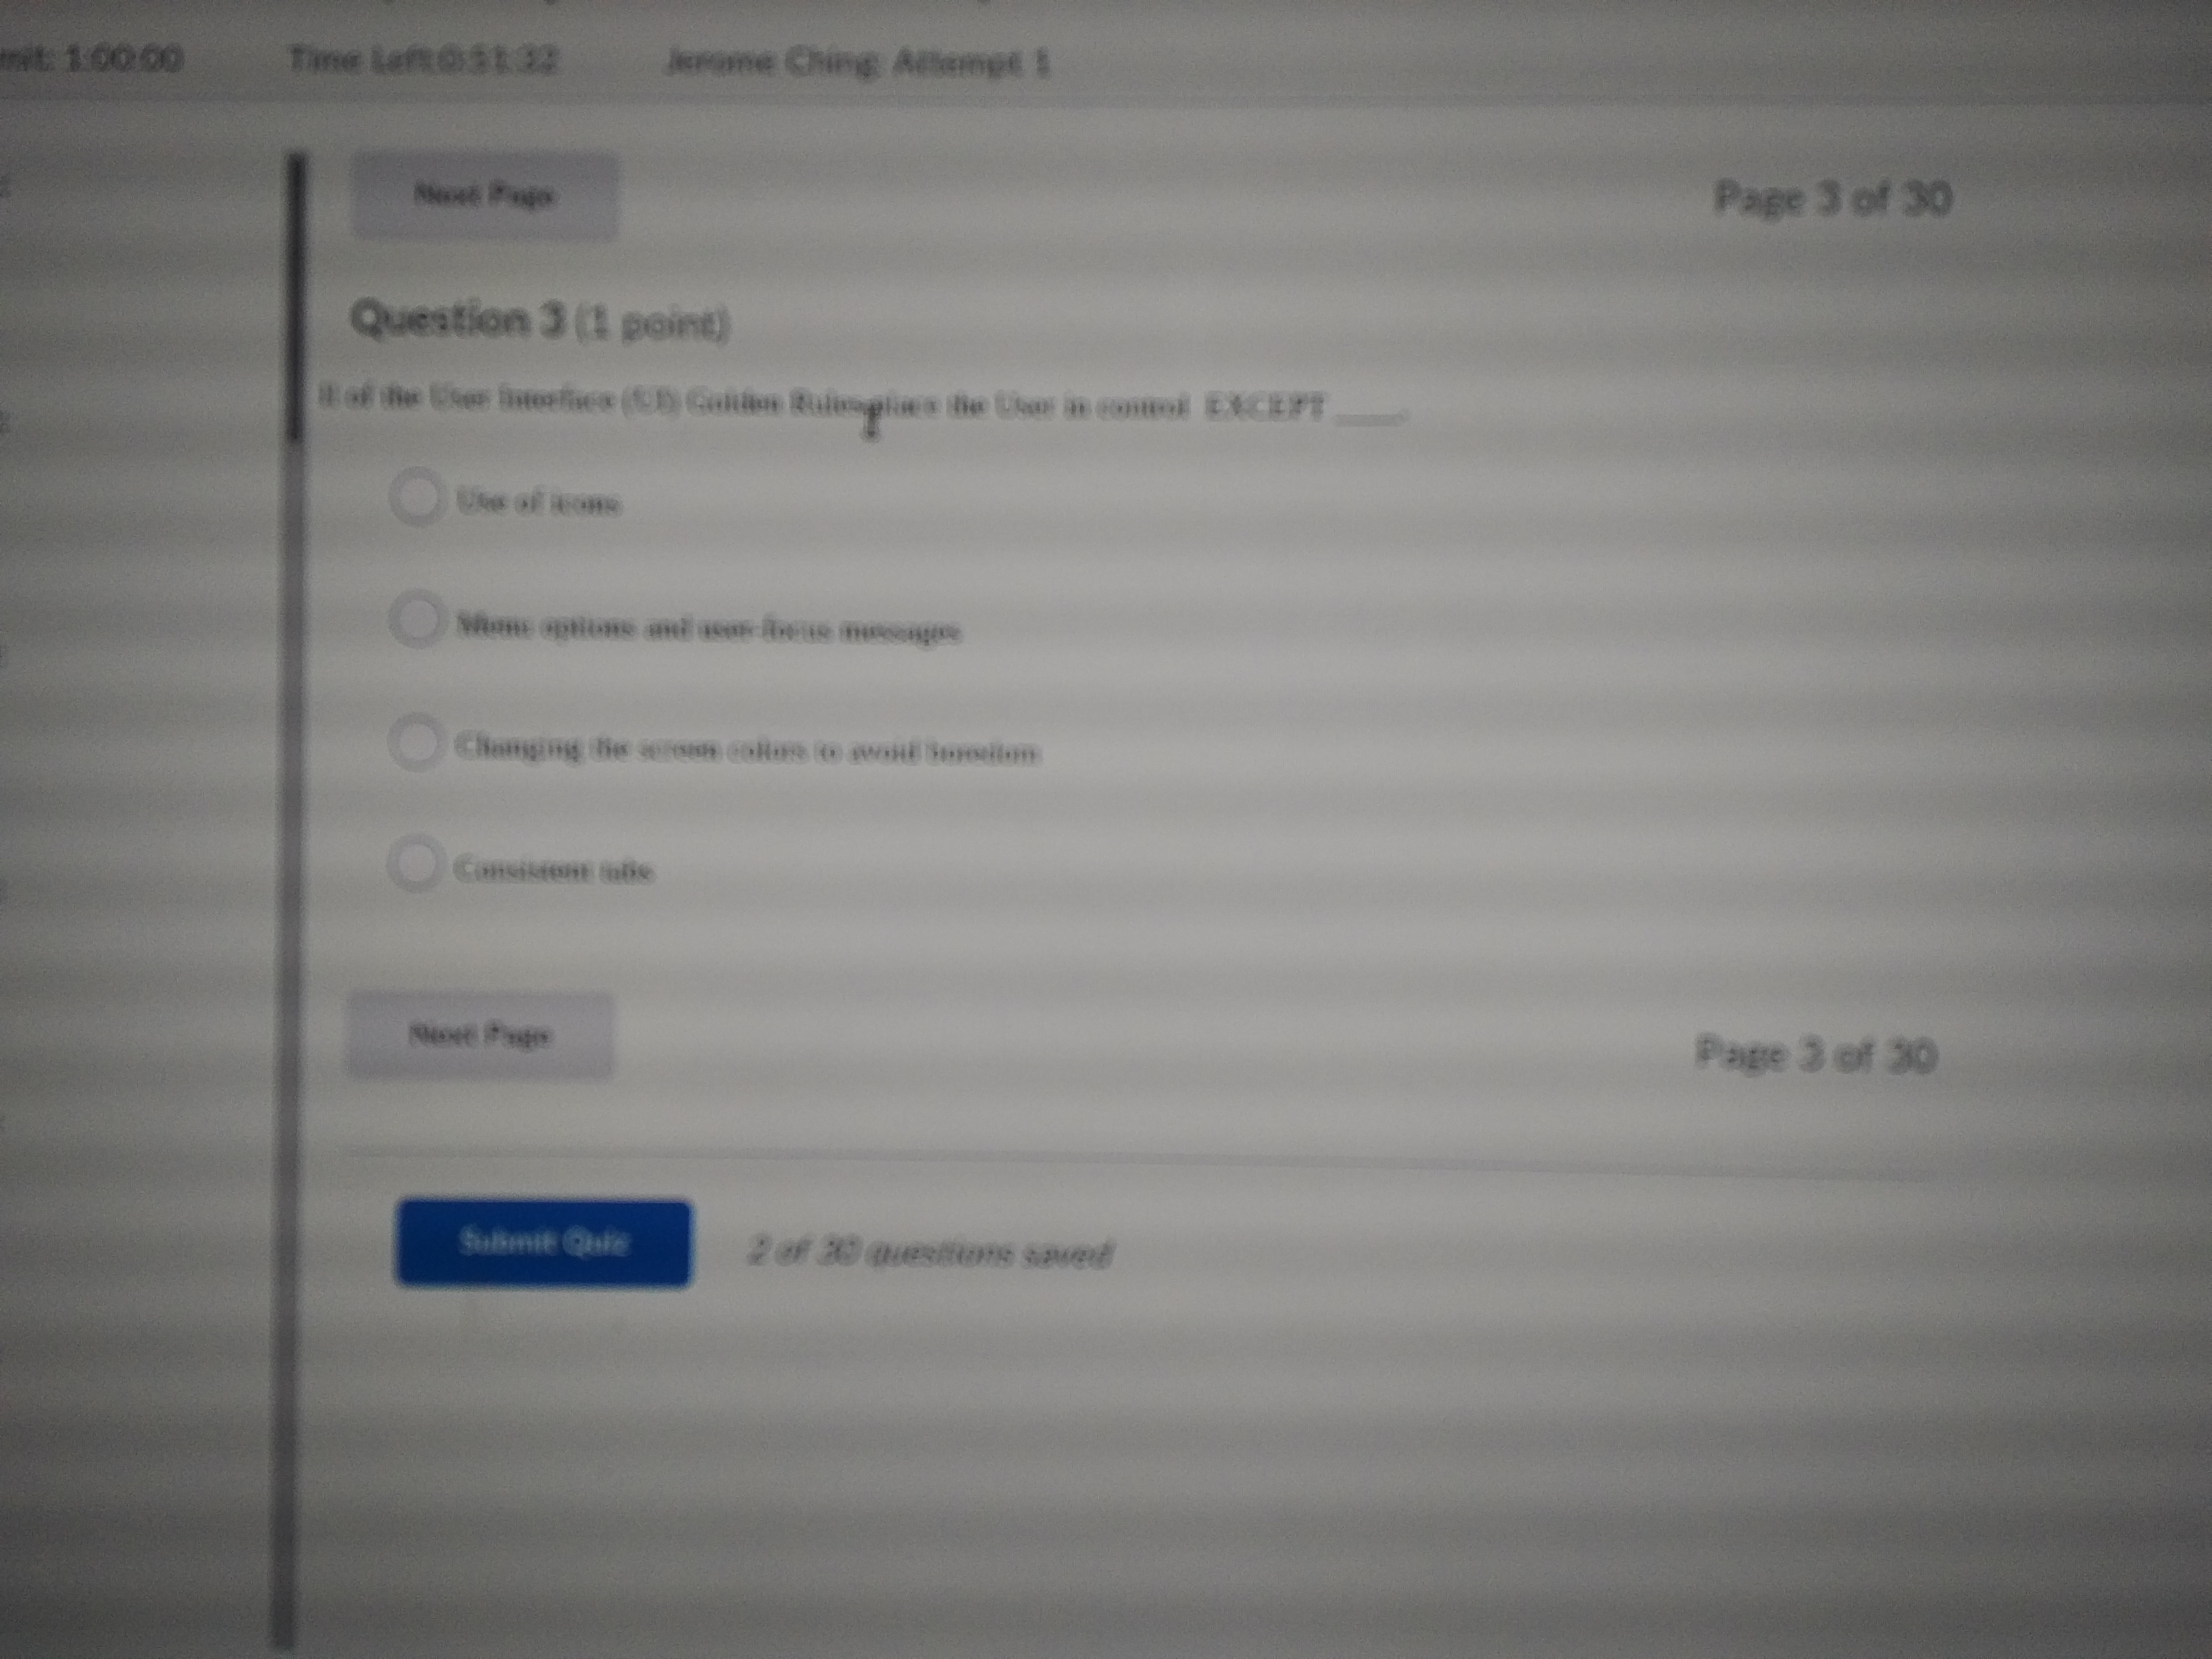 mit: 1:00:00 Time Left:0:51:32 Jerome Ching: Attempt 1
Next Page Page 3 of 30
Question 3 (1 point)
ll of the User Interface (UI) Golden Rules place the User in control EXCEPT ____.
Use of icons
Menu options and user-focus messages
Changing the screen colors to avoid boredom
Consistent tabs
Next Page Page 3 of 30
Submit Quiz 2 of 30 questions saved